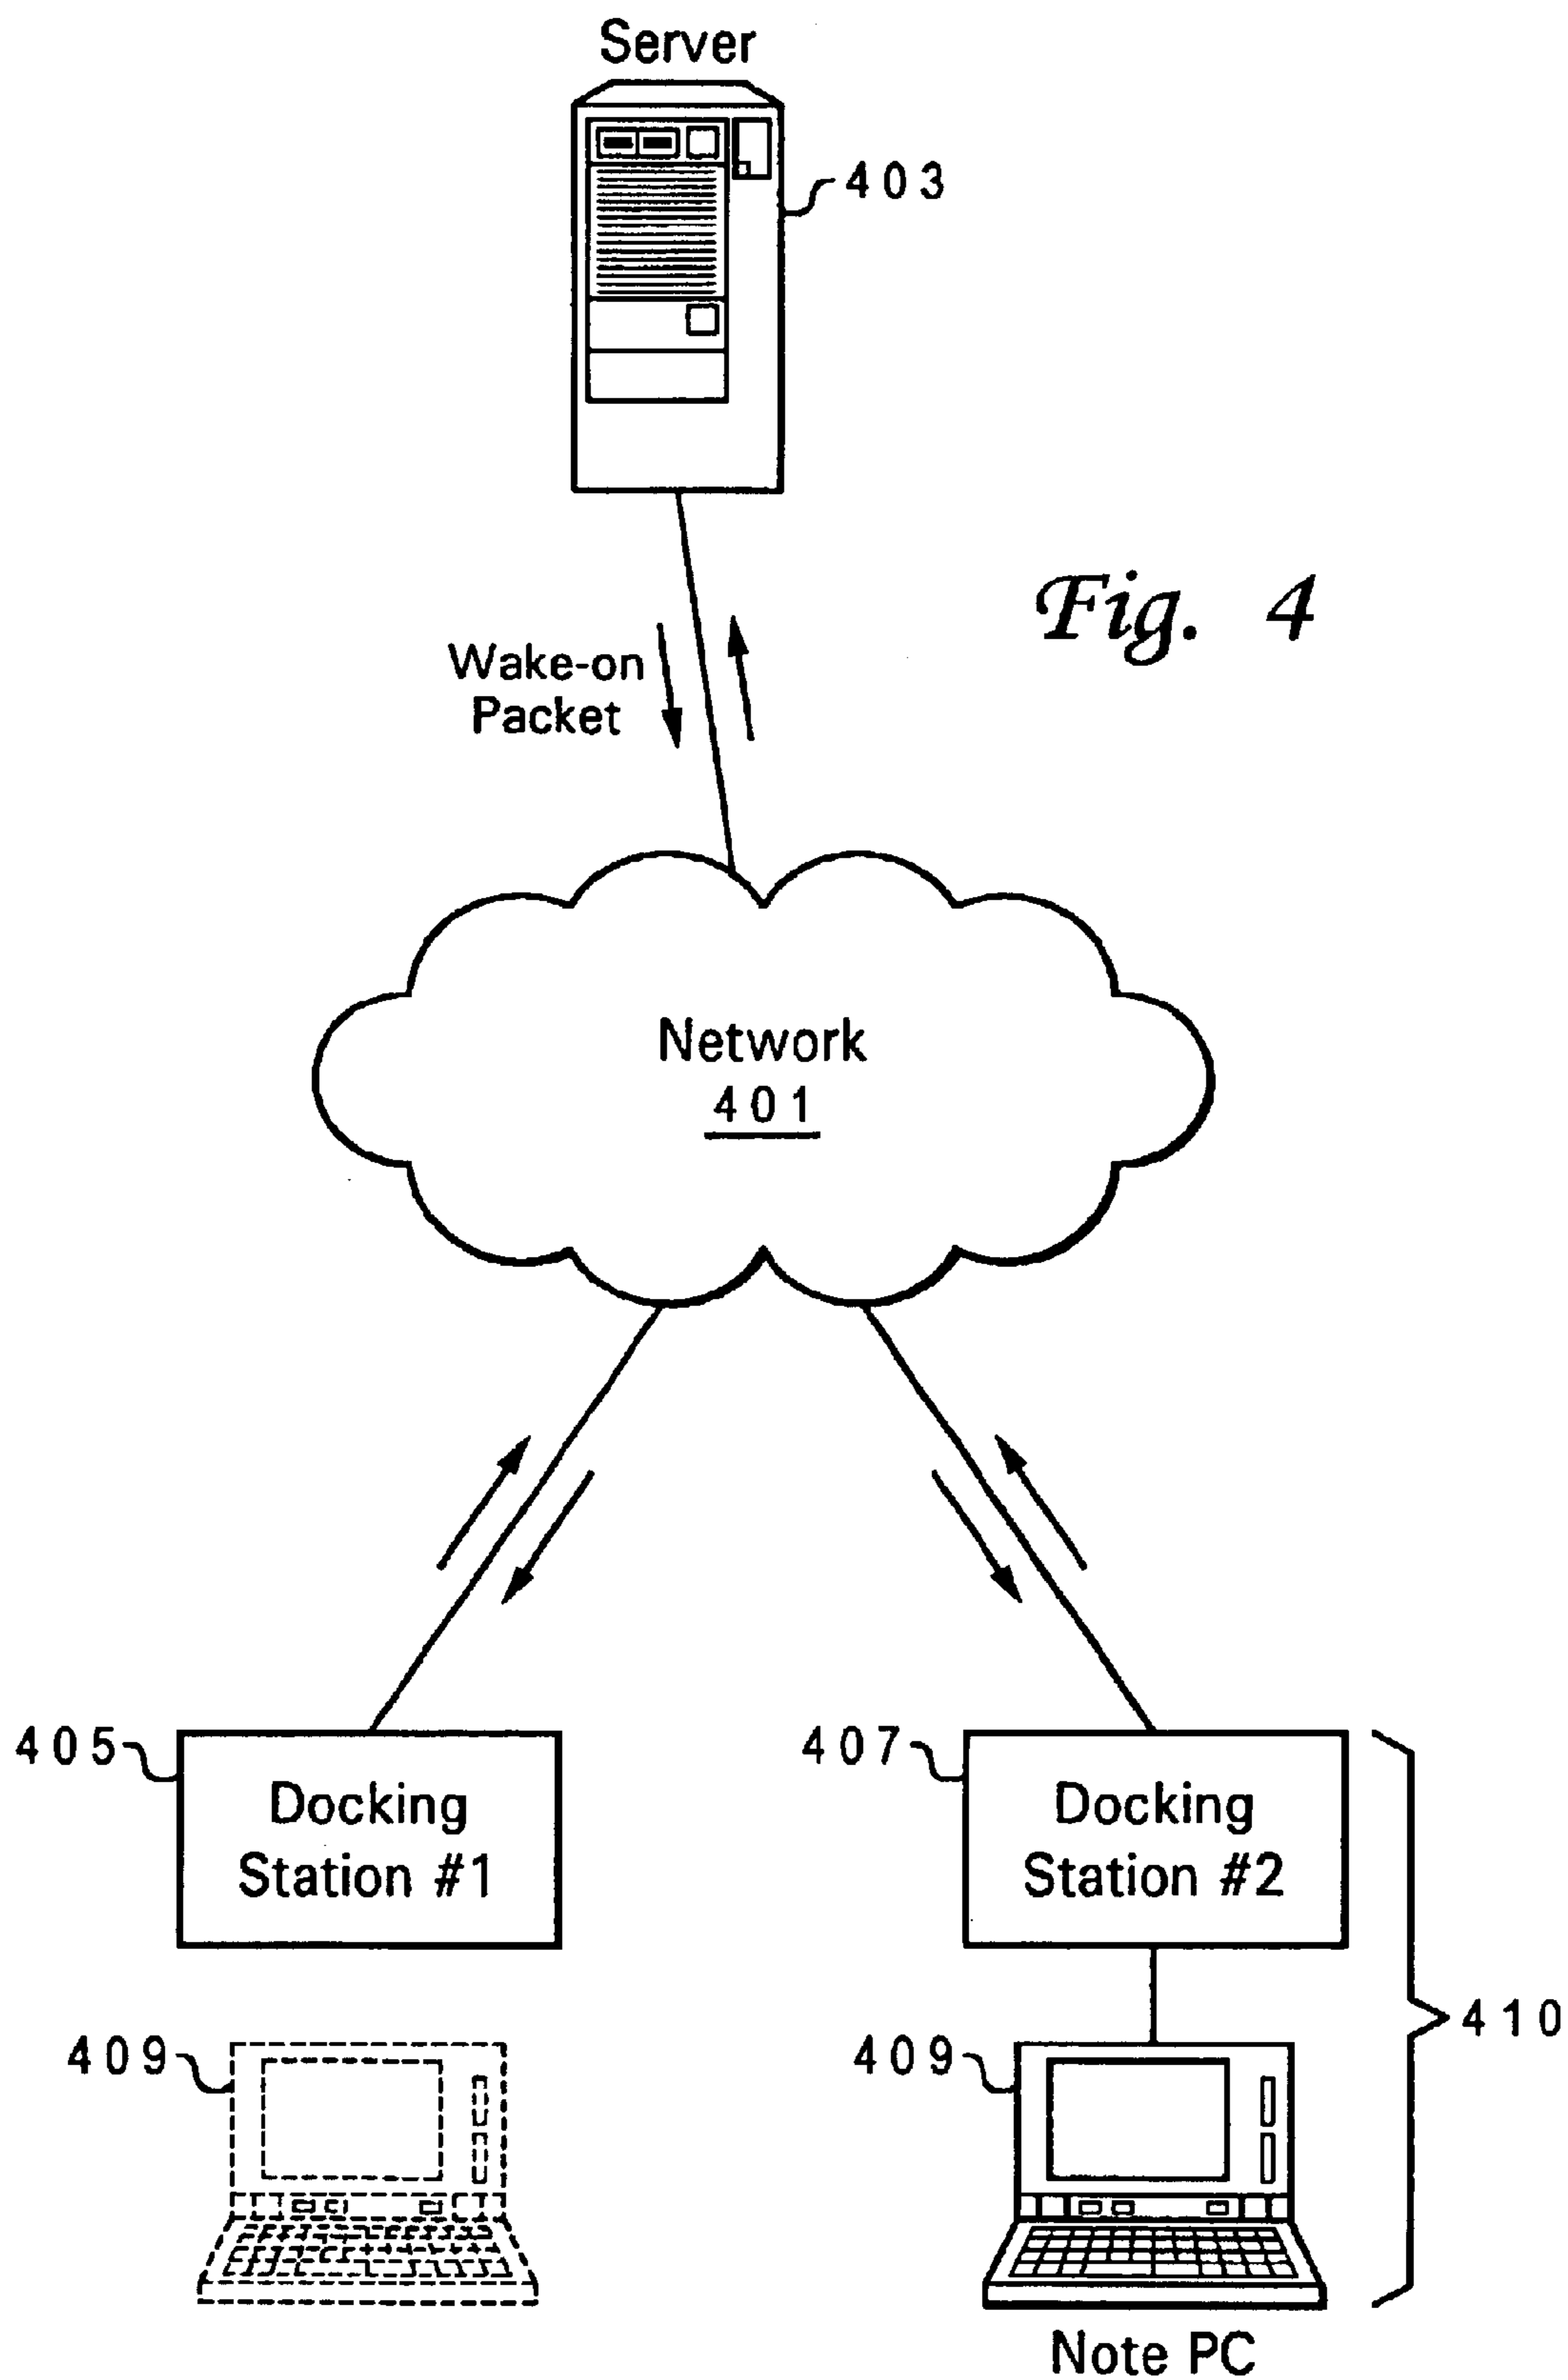 Server
403
Fig. 4
Wake-on
Packet
Network
401
405
Docking
Station #1
407
Docking
Station #2
410
409
409
Note PC